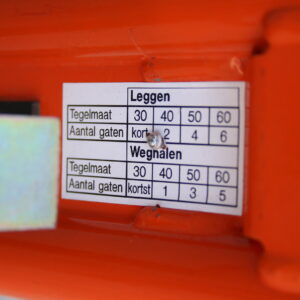 Leggen
Tegelmaat 30 40 50 60
Aantal gaten kort 2 4 6
Wegnalen
Tegelmaat 30 40 50 60
Aantal gaten kortst 1 3 5